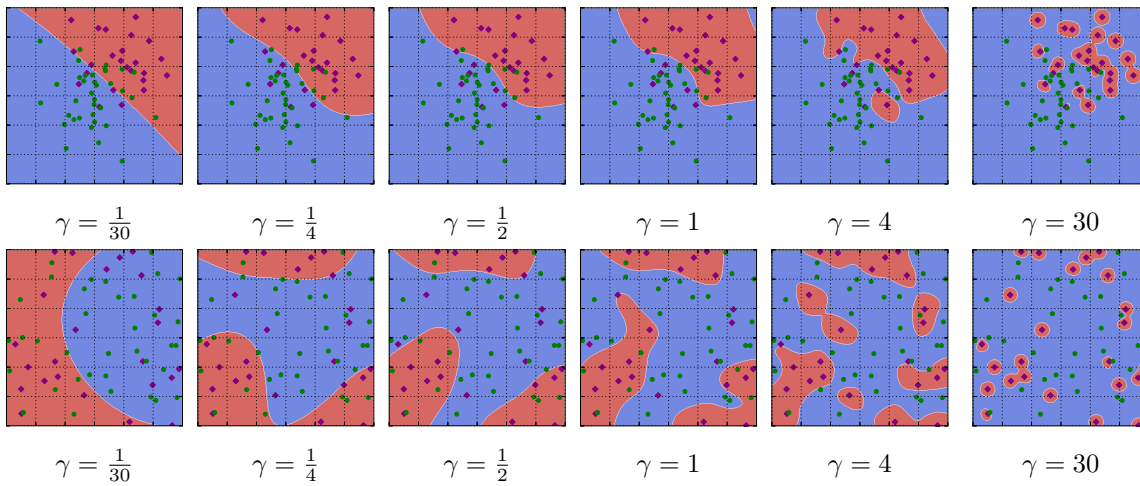 γ = 1/30 γ = 1/4 γ = 1/2 γ = 1 γ = 4 γ = 30
γ = 1/30 γ = 1/4 γ = 1/2 γ = 1 γ = 4 γ = 30